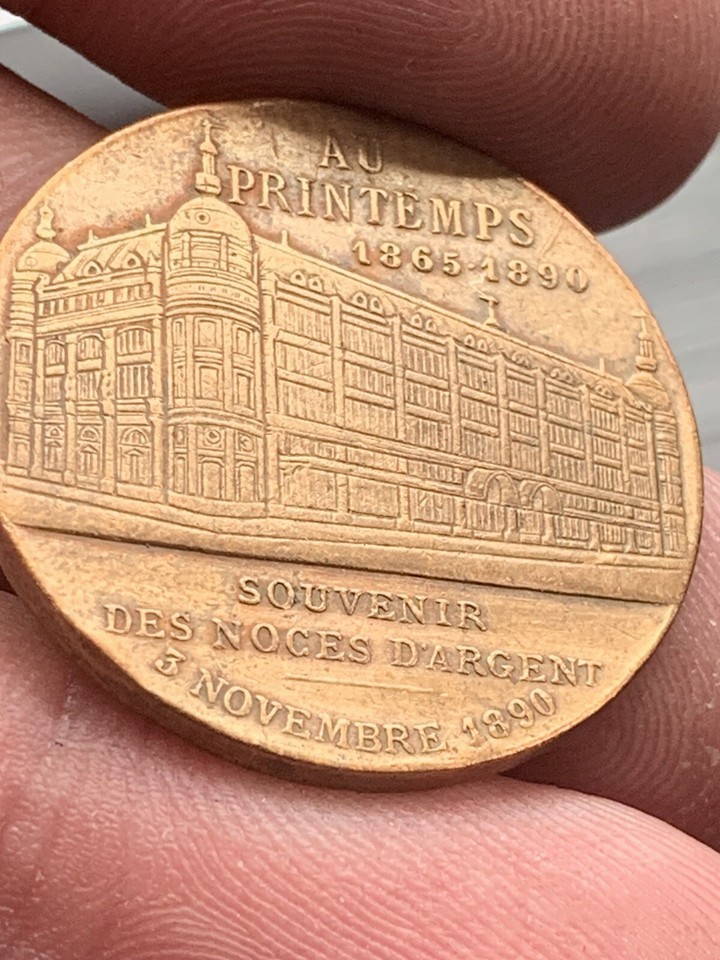 AU
PRINTEMPS
1865-1890
SOUVENIR
DES NOCES D'ARGENT
3 NOVEMBRE 1890